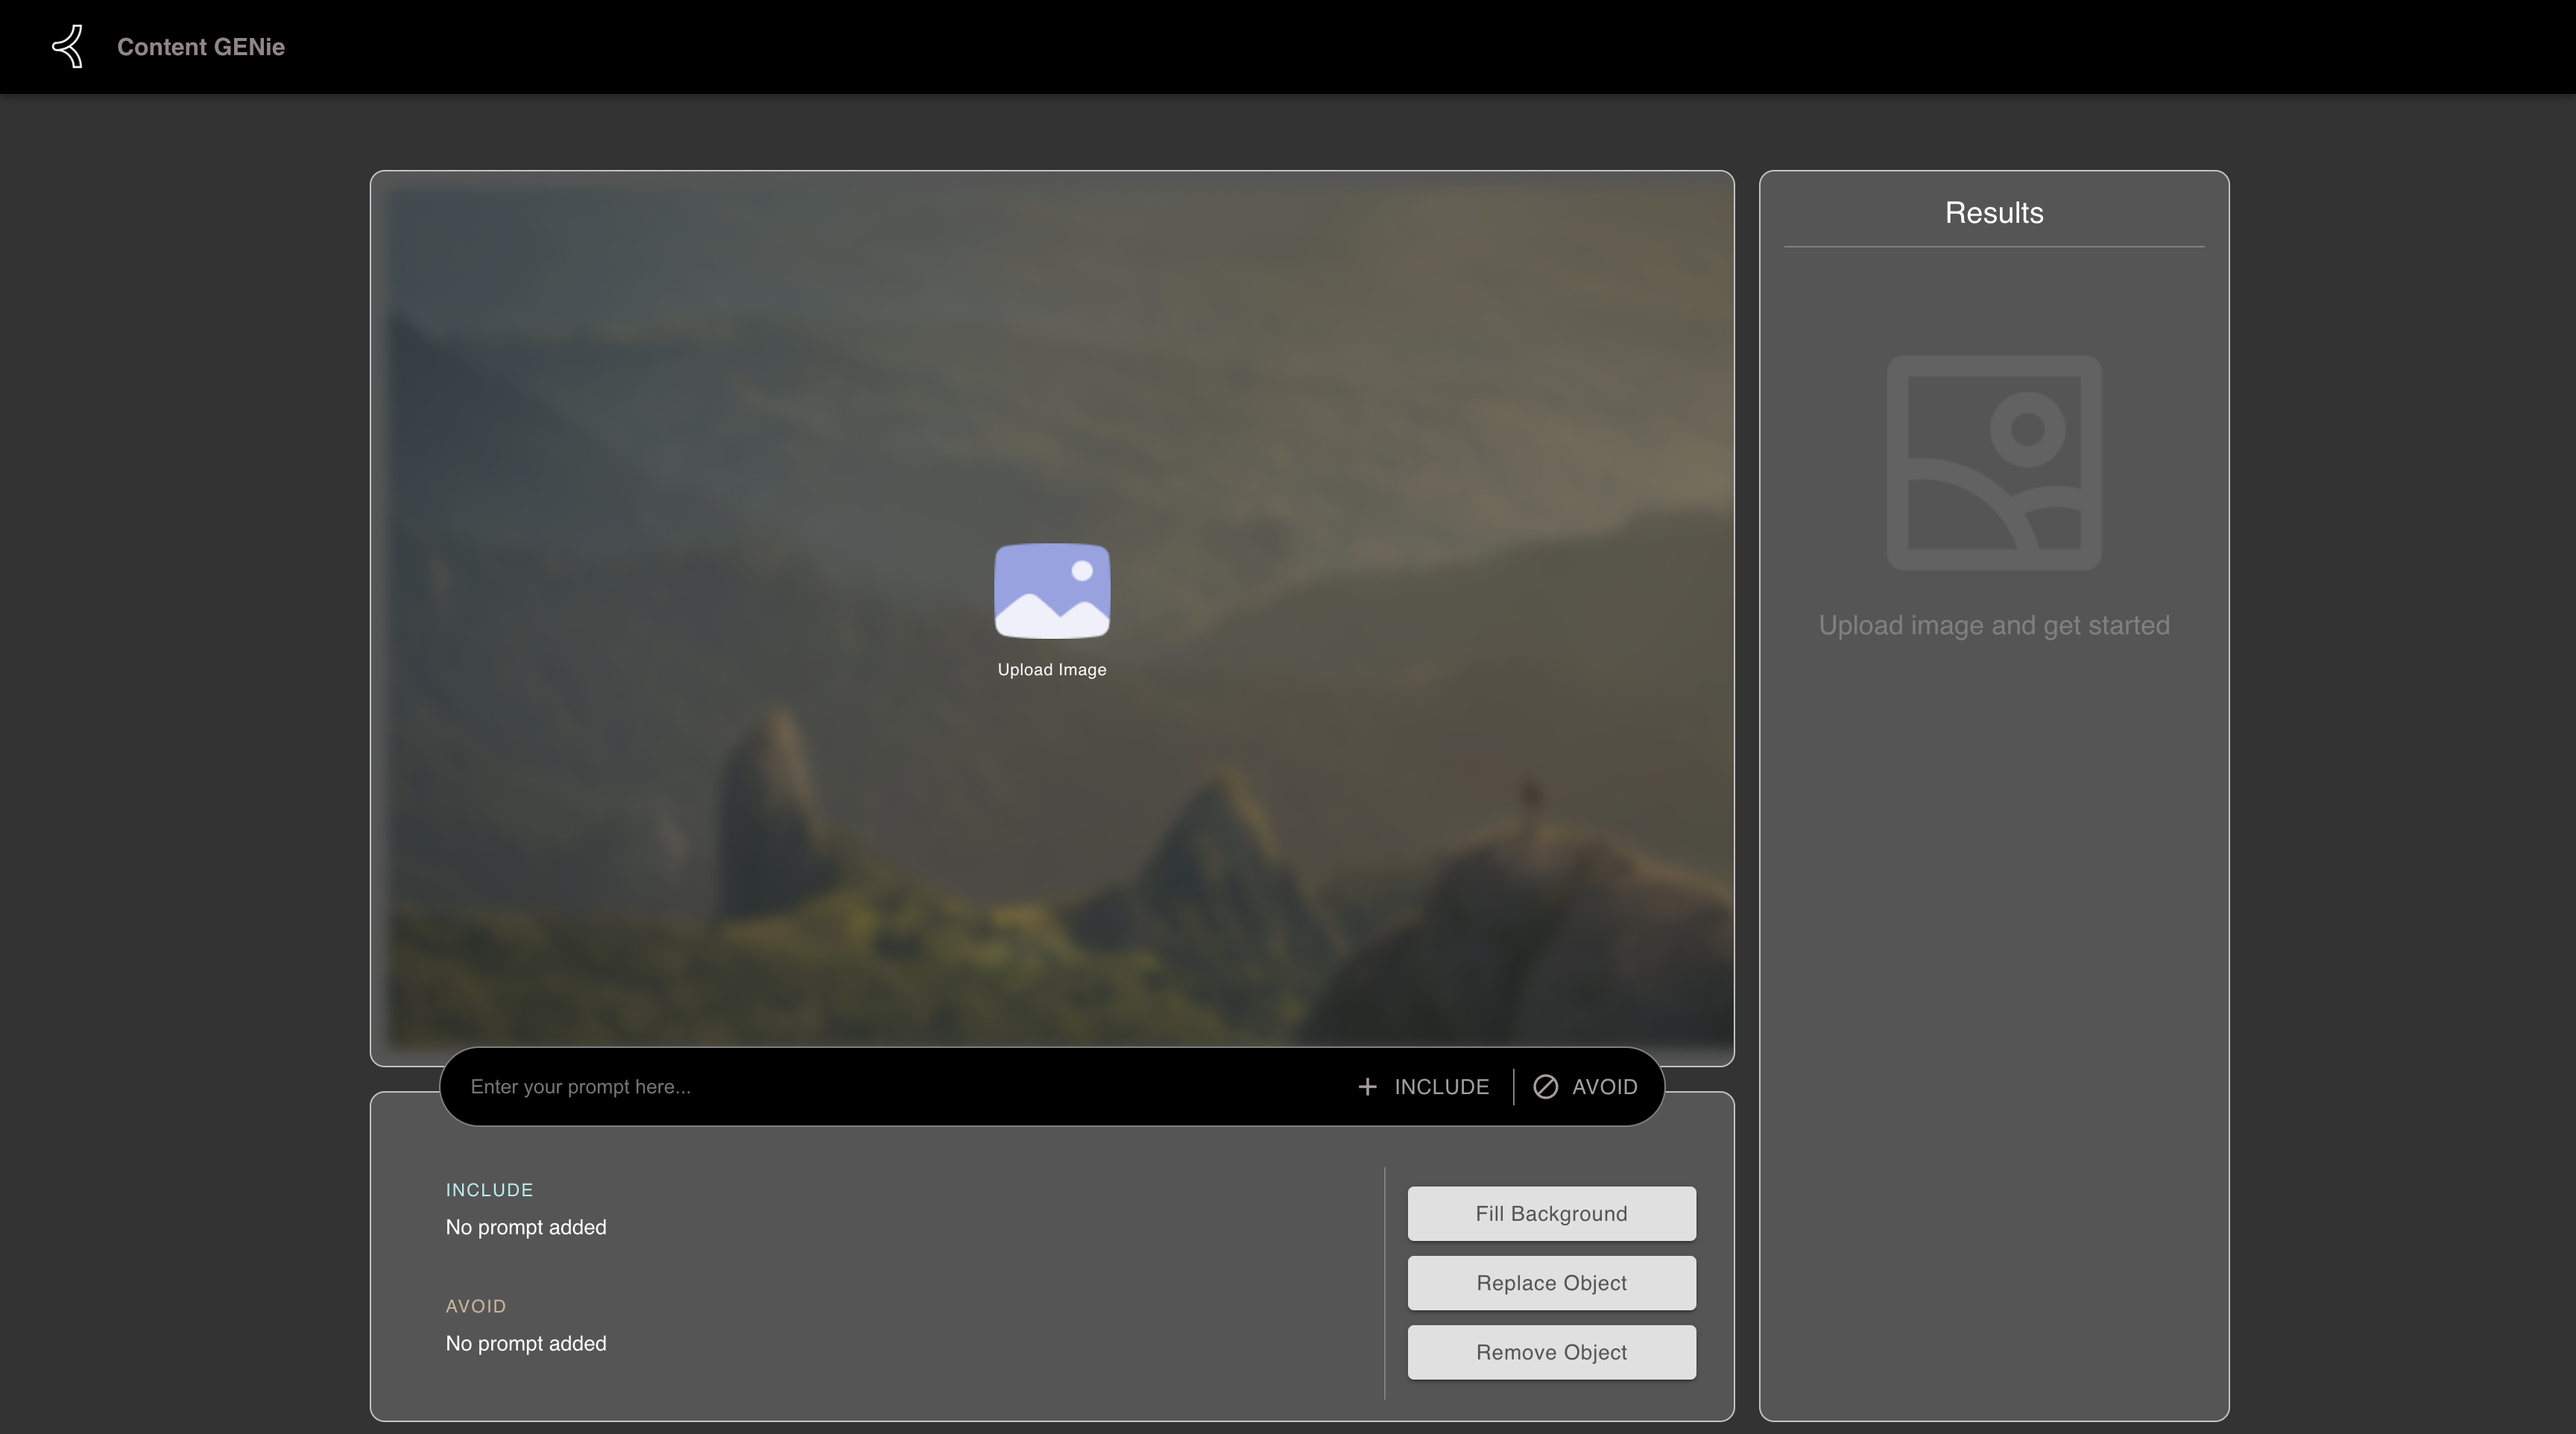 Content GENie
Results
Upload Image
Upload image and get started
Enter your prompt here...
INCLUDE
AVOID
INCLUDE
No prompt added
AVOID
No prompt added
Fill Background
Replace Object
Remove Object